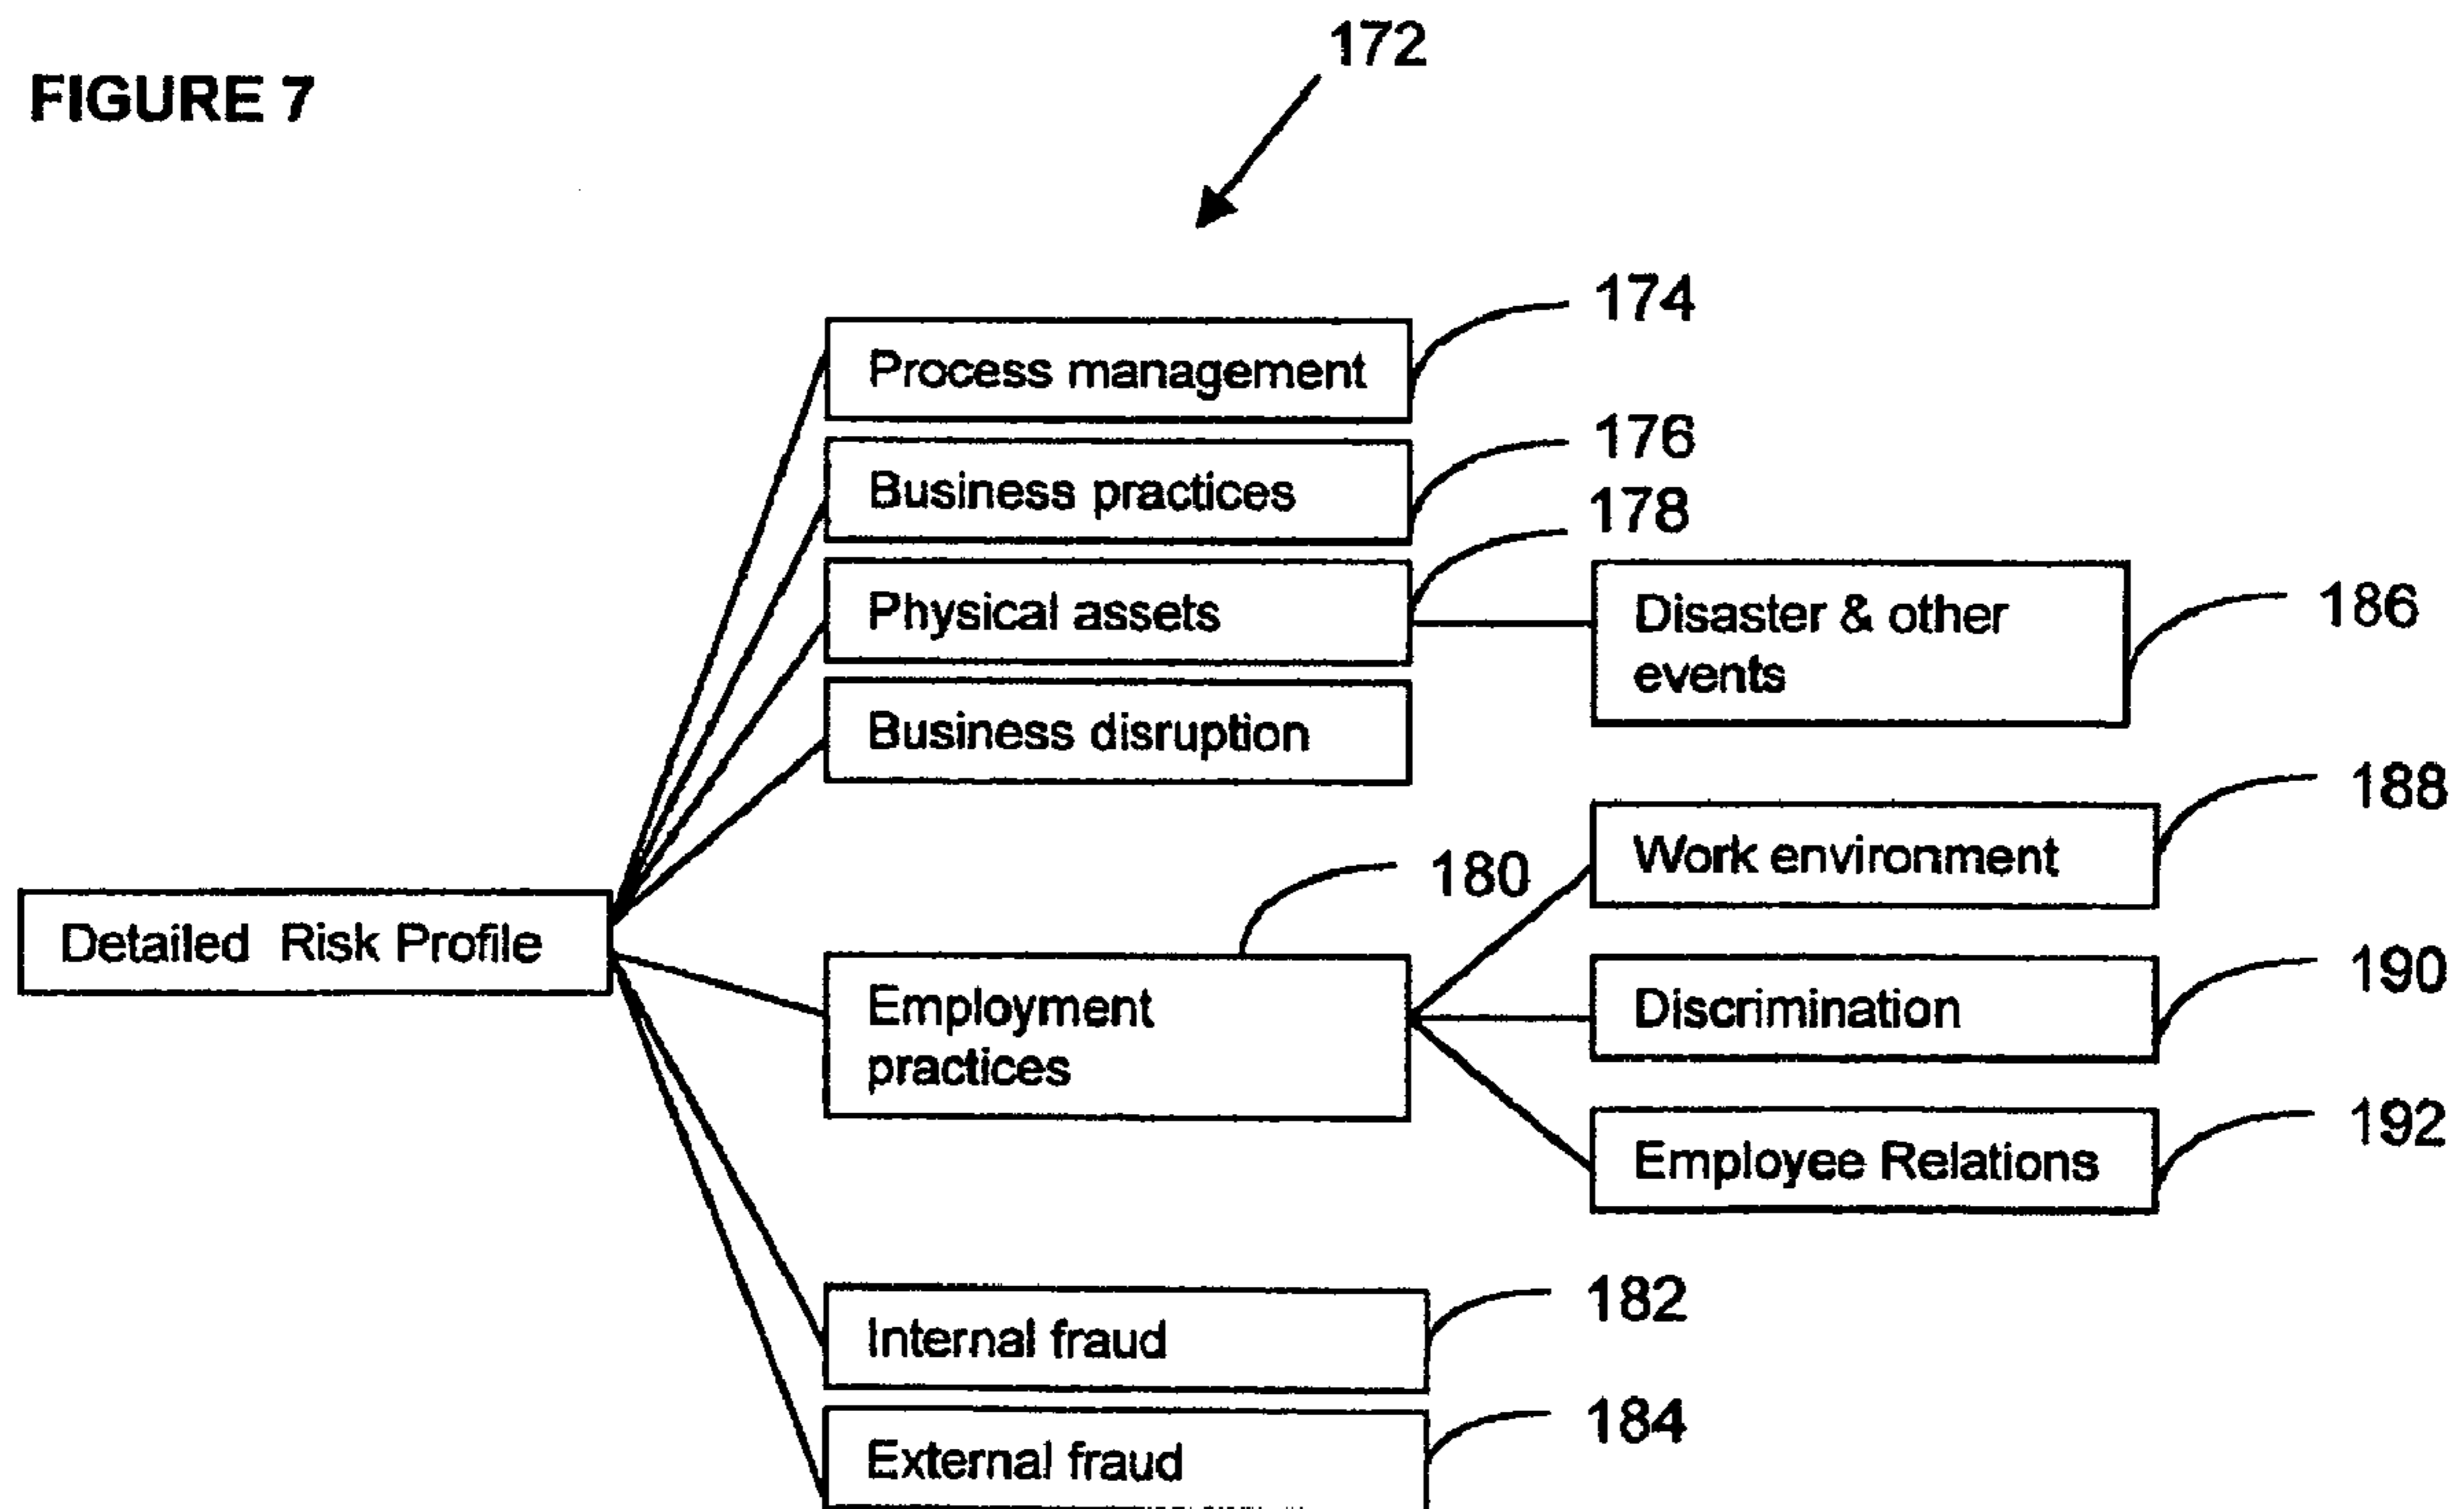 172
FIGURE 7
174
Process management
176
Business practices
178
Physical assets
Disaster & other
events
186
Business disruption
188
Work environment
180
Detailed Risk Profile
190
Employment
practices
Discrimination
192
Employee Relations
182
Internal fraud
184
External fraud